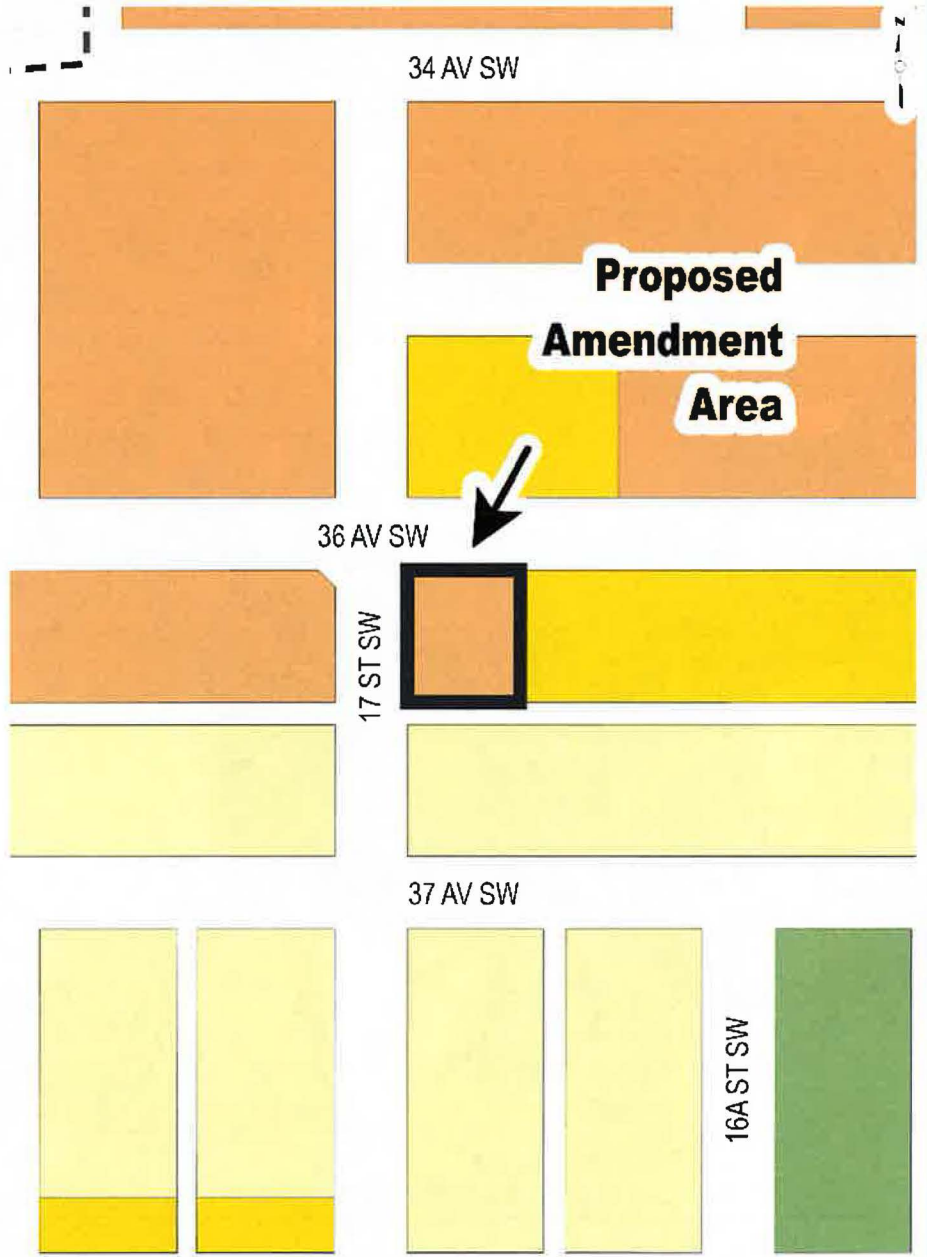 N
34 AV SW
Proposed
Amendment
Area
36 AV SW
17 ST SW
37 AV SW
16A ST SW